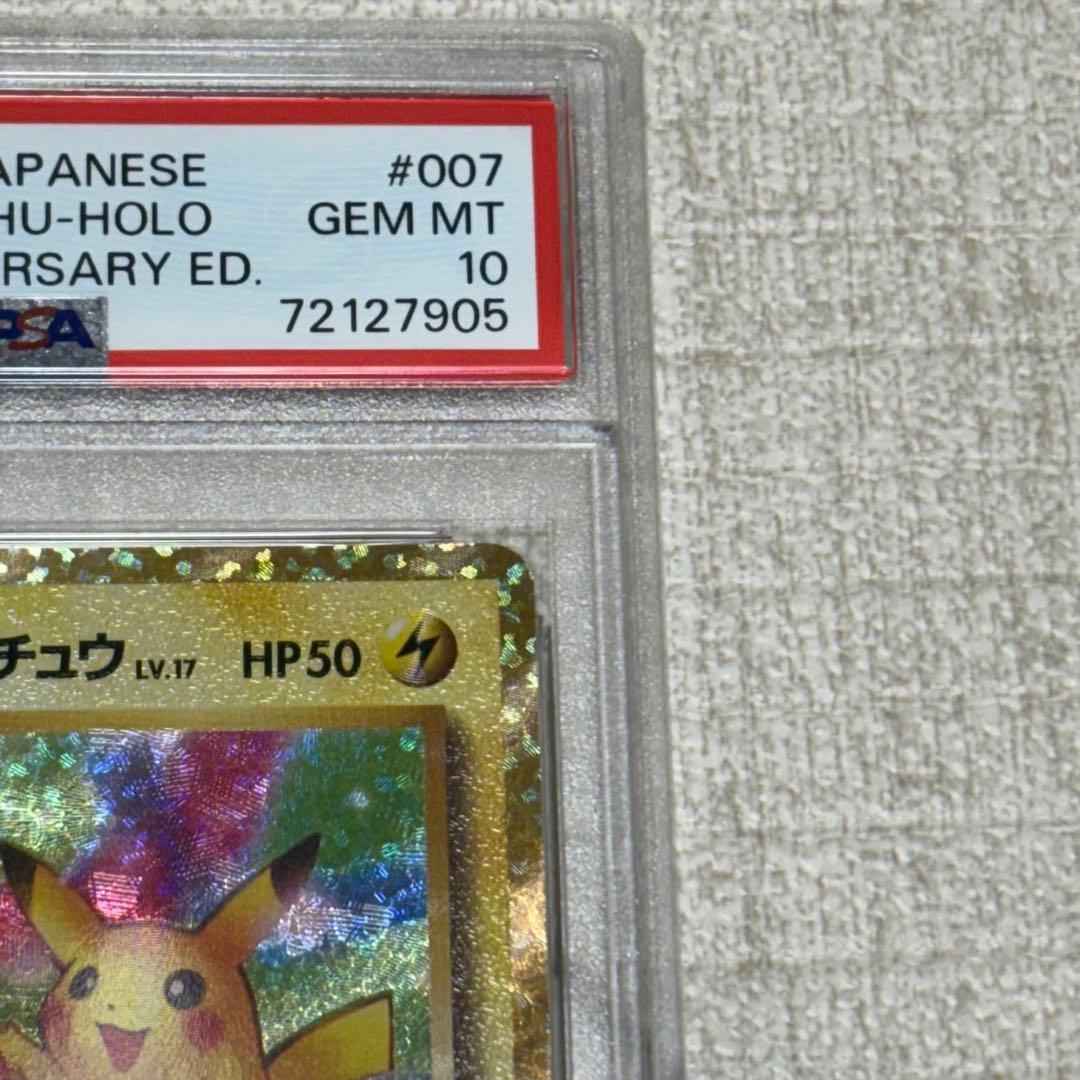 APANESE #007
HU-HOLO GEM MT
RSARY ED. 10
PSA 72127905
チュウ LV.17 HP50